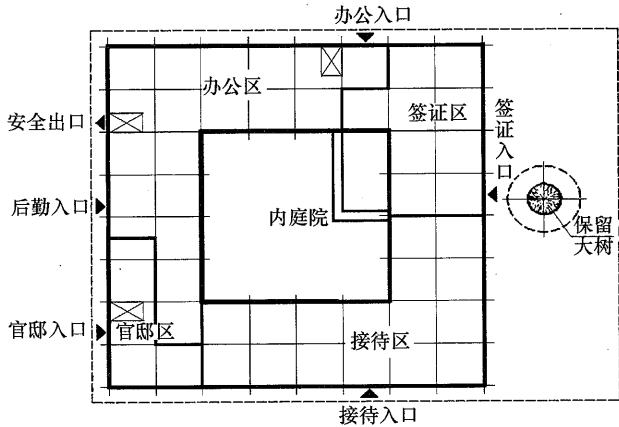 办公入口
办公区
安全出口
签证区
签证入口
后勤入口
内庭院
保留
大树
官邸入口
官邸区
接待区
接待入口